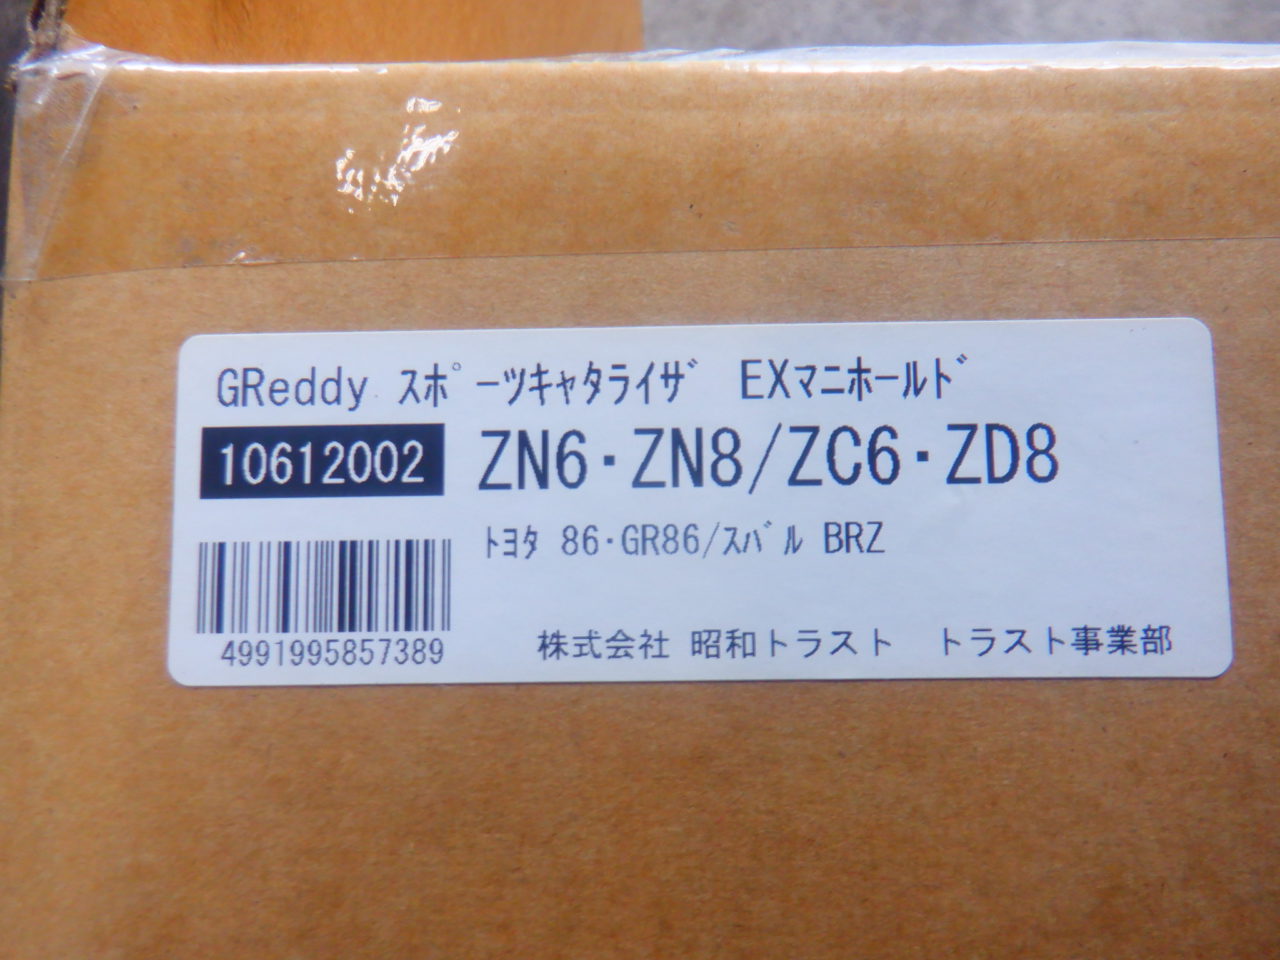 GReddy ｽﾎﾟｰﾂｷｬﾀﾗｲｻﾞ EXﾏﾆﾎｰﾙﾄﾞ
10612002 ZN6・ZN8/ZC6・ZD8
ﾄﾖﾀ 86・GR86/ｽﾊﾞﾙ BRZ
4991995857389
株式会社 昭和トラスト　トラスト事業部